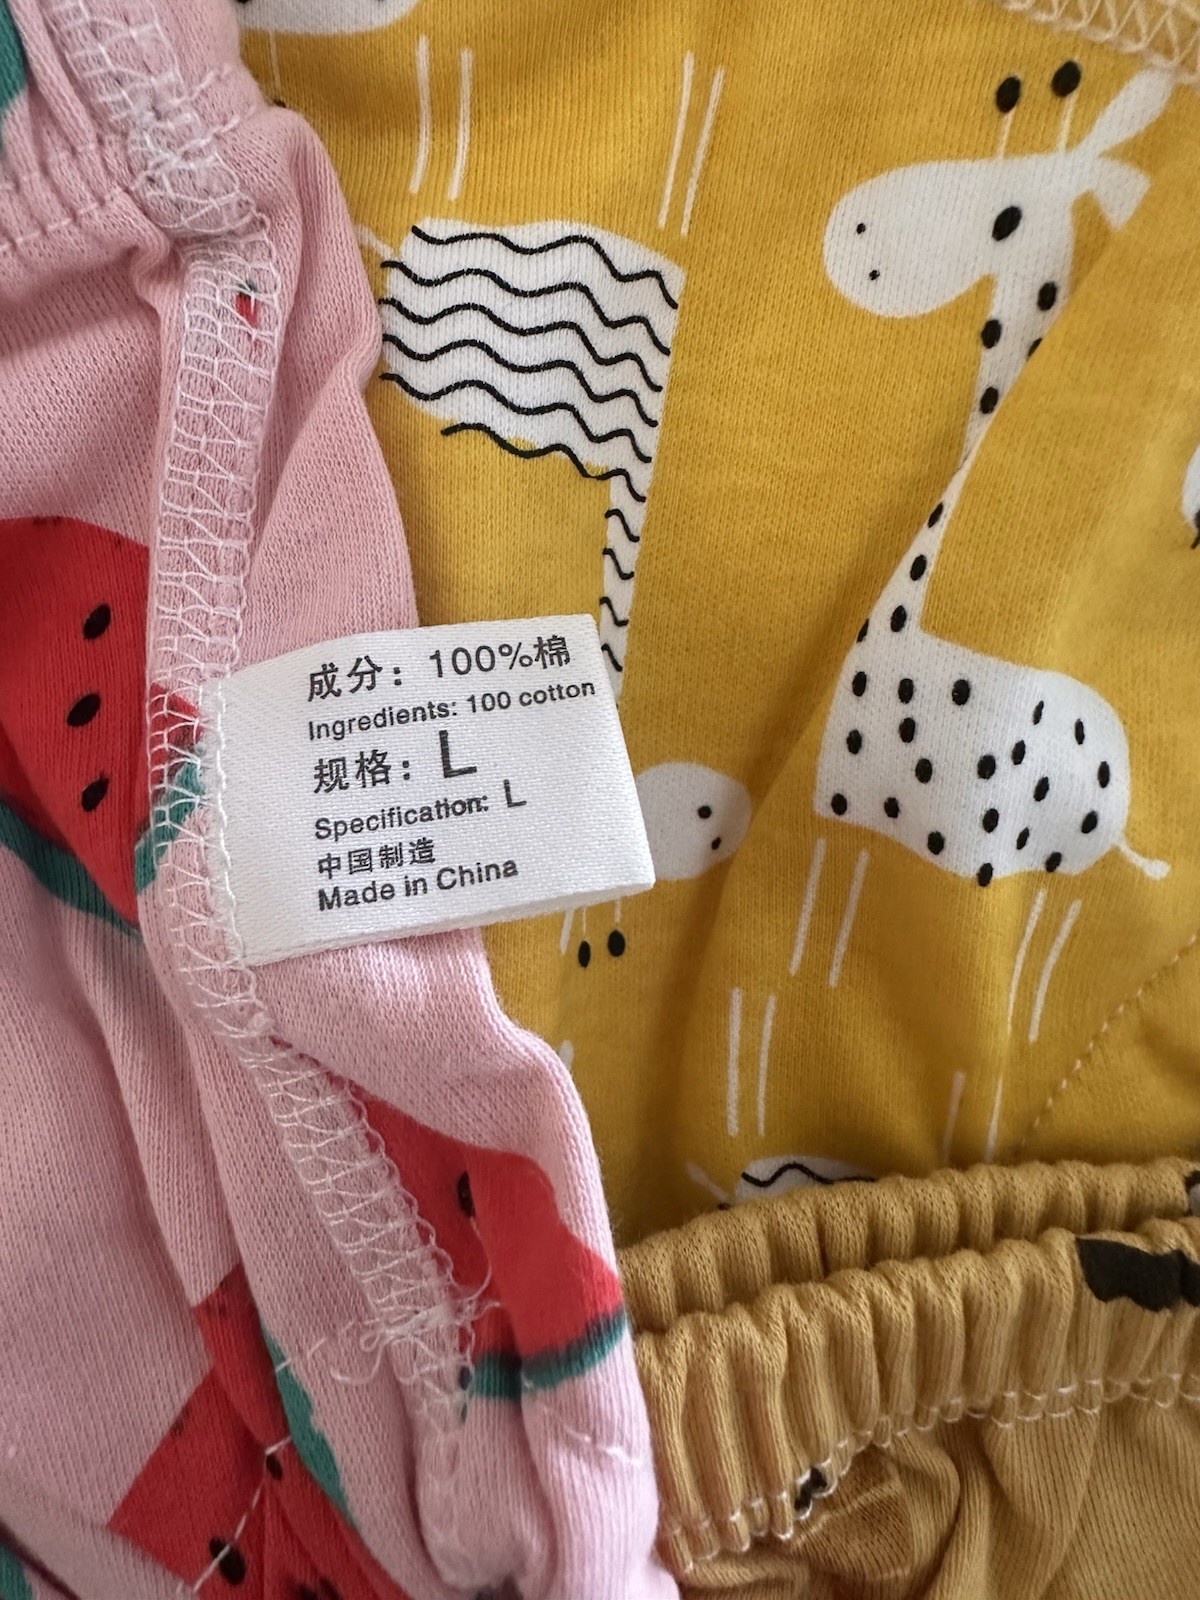 成分：100%棉
Ingredients: 100 cotton
规格：L
Specification: L
中国制造
Made in China